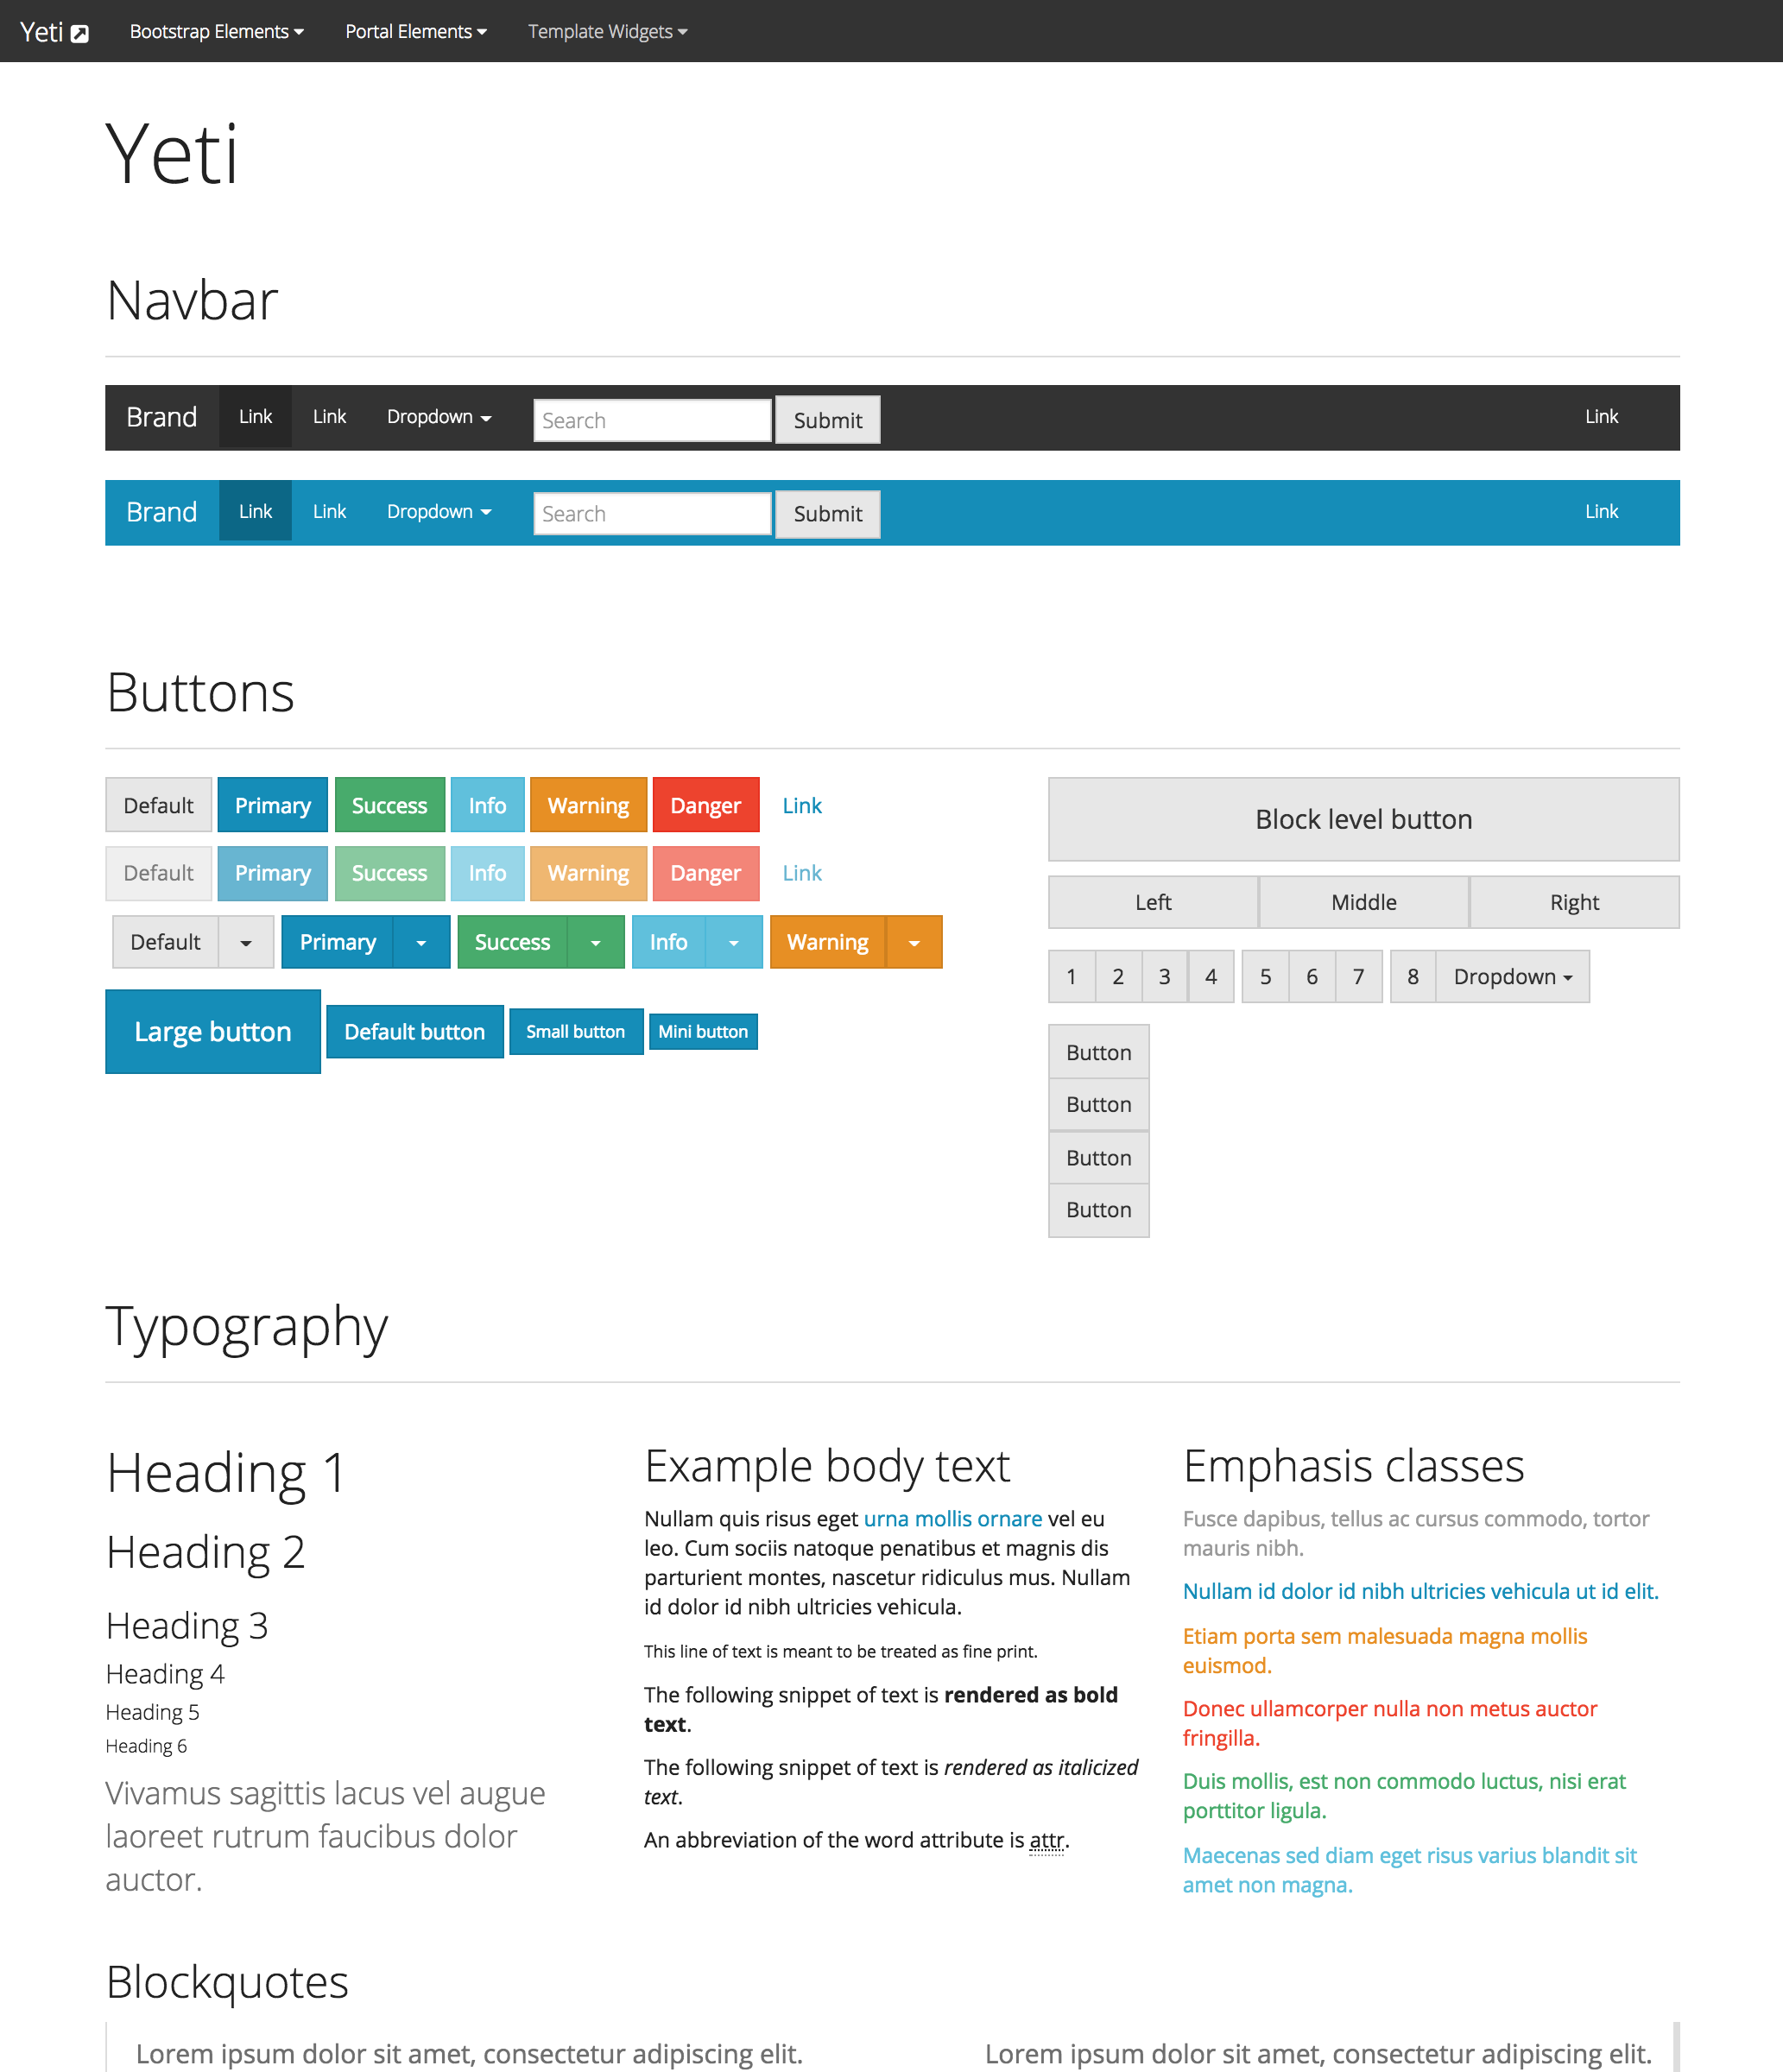 Yeti Bootstrap Elements Portal Elements Template Widgets
Yeti
Navbar
Brand Link Link Dropdown Search Submit Link
Brand Link Link Dropdown Search Submit Link
Buttons
Default Primary Success Info Warning Danger Link
Default Primary Success Info Warning Danger Link
Default Primary Success Info Warning
Large button Default button Small button Mini button
Block level button
Left Middle Right
1 2 3 4 5 6 7 8 Dropdown
Button
Button
Button
Button
Typography
Heading 1
Heading 2
Heading 3
Heading 4
Heading 5
Heading 6
Vivamus sagittis lacus vel augue
laoreet rutrum faucibus dolor
auctor.
Example body text
Nullam quis risus eget urna mollis ornare vel eu
leo. Cum sociis natoque penatibus et magnis dis
parturient montes, nascetur ridiculus mus. Nullam
id dolor id nibh ultricies vehicula.
This line of text is meant to be treated as fine print.
The following snippet of text is rendered as bold
text.
The following snippet of text is rendered as italicized
text.
An abbreviation of the word attribute is attr.
Emphasis classes
Fusce dapibus, tellus ac cursus commodo, tortor
mauris nibh.
Nullam id dolor id nibh ultricies vehicula ut id elit.
Etiam porta sem malesuada magna mollis
euismod.
Donec ullamcorper nulla non metus auctor
fringilla.
Duis mollis, est non commodo luctus, nisi erat
porttitor ligula.
Maecenas sed diam eget risus varius blandit sit
amet non magna.
Blockquotes
Lorem ipsum dolor sit amet, consectetur adipiscing elit.
Lorem ipsum dolor sit amet, consectetur adipiscing elit.